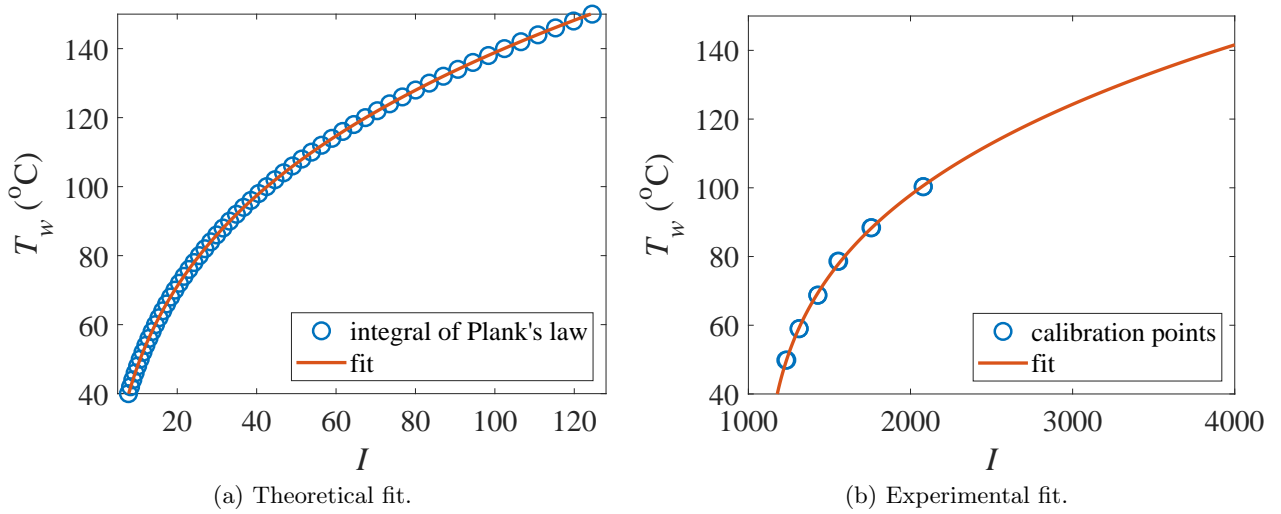 150
140
120
100
80
60
40
T_w (°C)
integral of Plank's law
fit
20
40
60
80
100
120
I
(a) Theoretical fit.
140
120
100
80
60
40
T_w (°C)
calibration points
fit
1000
2000
3000
4000
I
(b) Experimental fit.